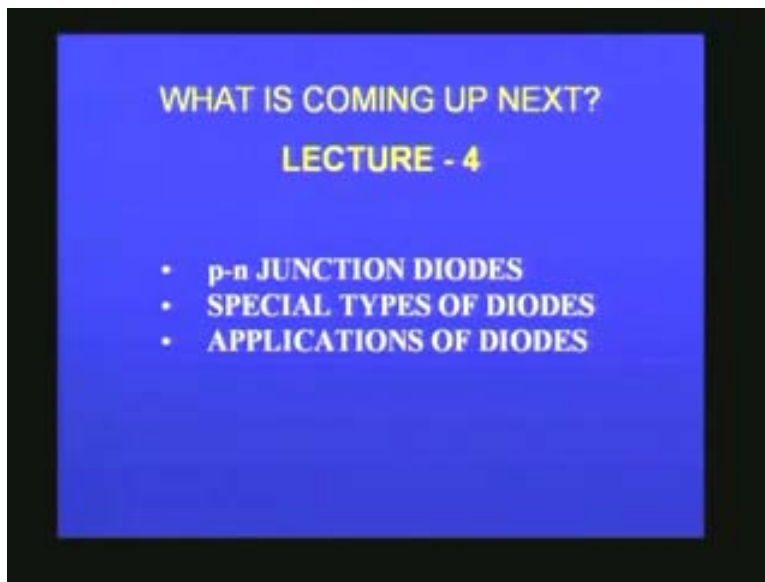 WHAT IS COMING UP NEXT?
LECTURE - 4
• p-n JUNCTION DIODES
• SPECIAL TYPES OF DIODES
• APPLICATIONS OF DIODES